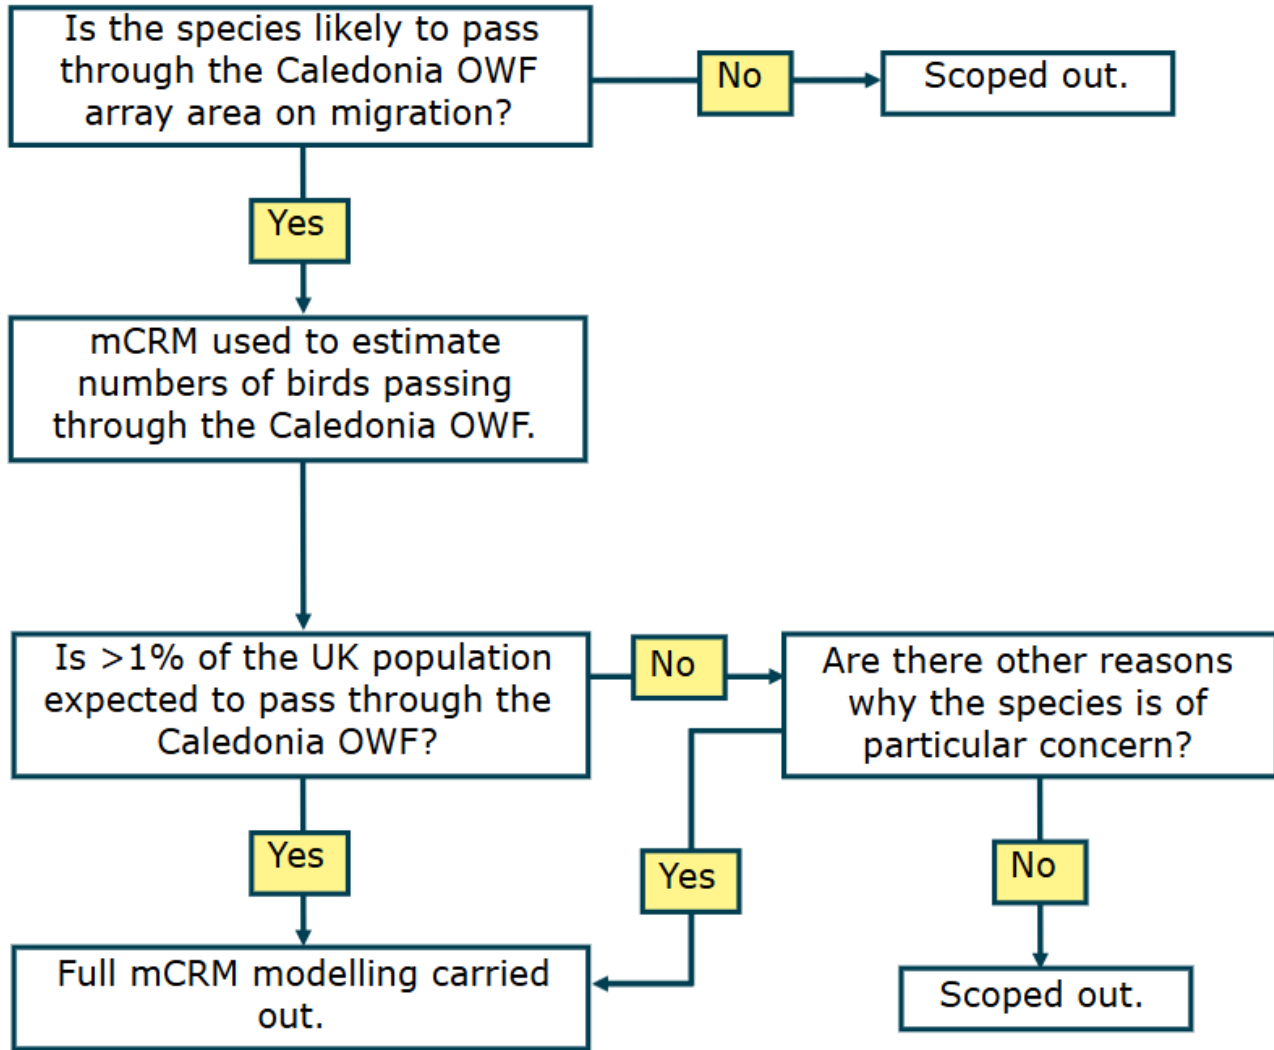 Is the species likely to pass
through the Caledonia OWF
array area on migration?
No
Scoped out.
Yes
mCRM used to estimate
numbers of birds passing
through the Caledonia OWF.
Is >1% of the UK population
expected to pass through the
Caledonia OWF?
No
Are there other reasons
why the species is of
particular concern?
Yes
Yes
No
Full mCRM modelling carried
out.
Scoped out.